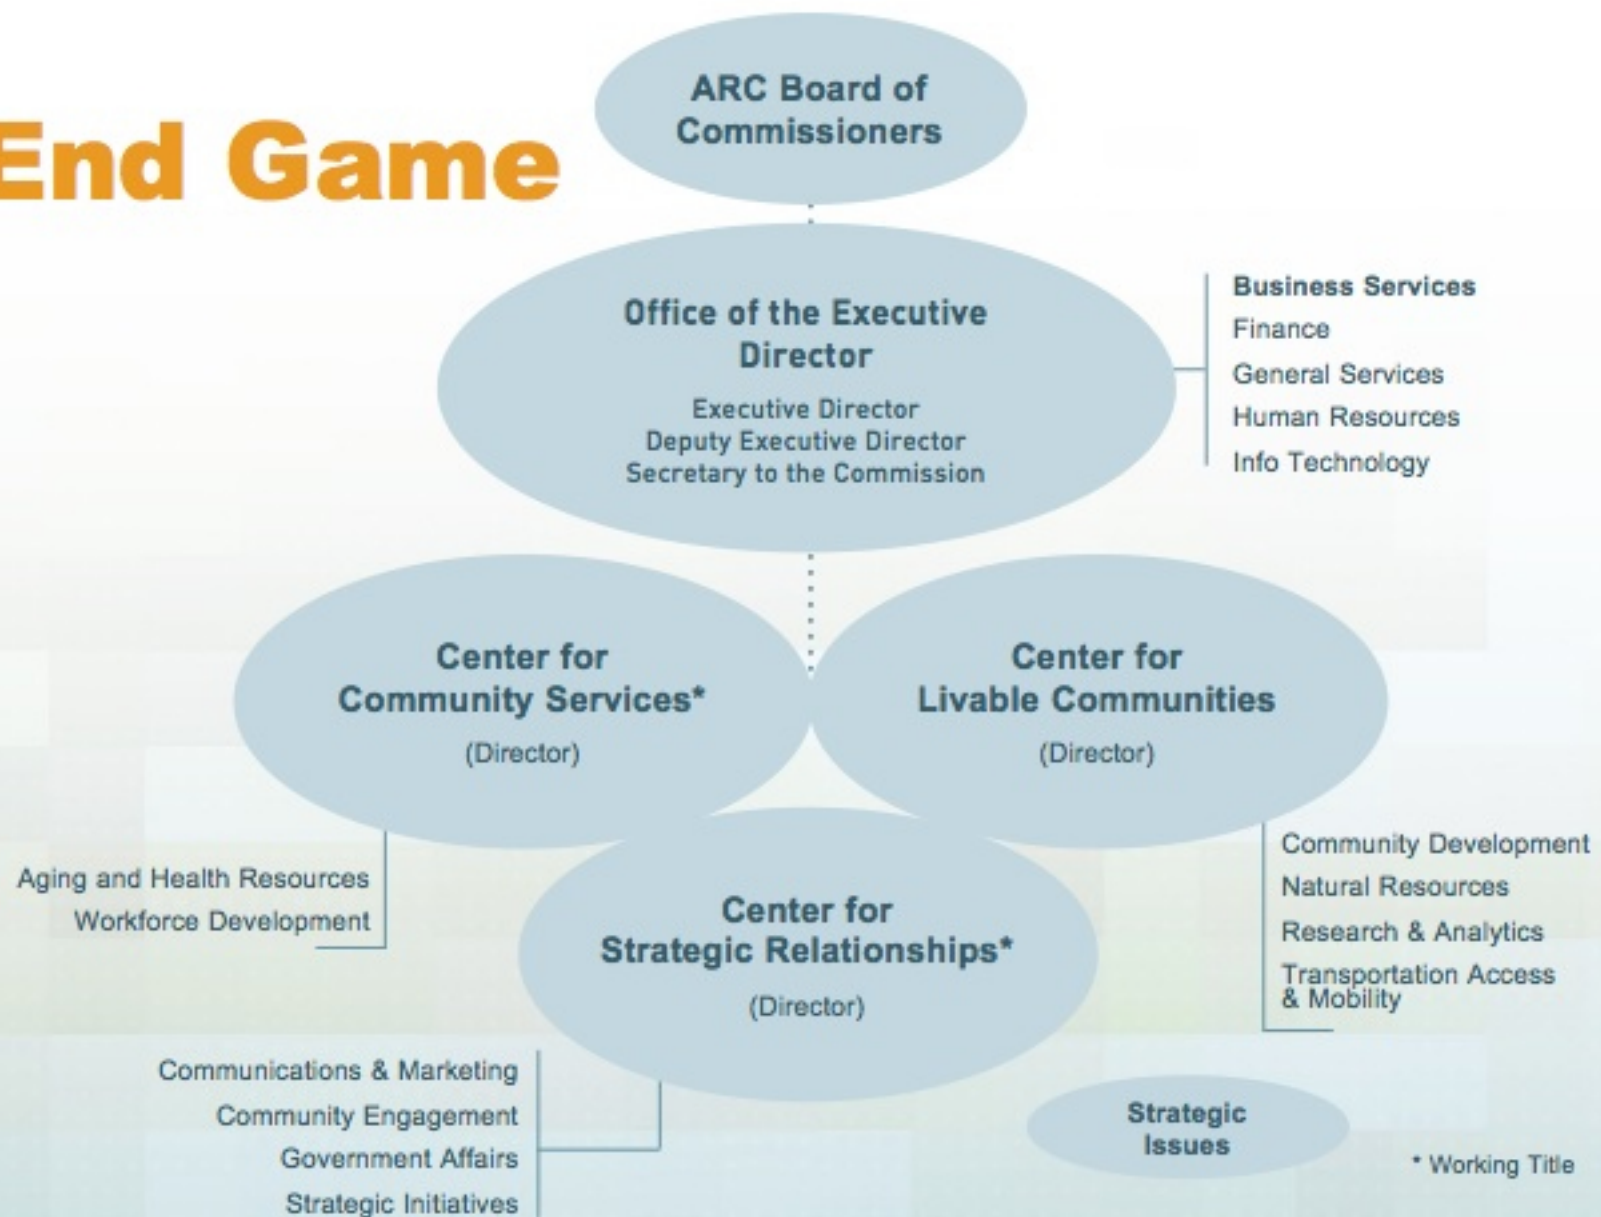 End Game
ARC Board of
Commissioners
Office of the Executive
Director
Executive Director
Deputy Executive Director
Secretary to the Commission
Business Services
Finance
General Services
Human Resources
Info Technology
Center for
Community Services*
(Director)
Center for
Livable Communities
(Director)
Aging and Health Resources
Workforce Development
Center for
Strategic Relationships*
(Director)
Community Development
Natural Resources
Research & Analytics
Transportation Access
& Mobility
Communications & Marketing
Community Engagement
Government Affairs
Strategic Initiatives
Strategic
Issues
* Working Title